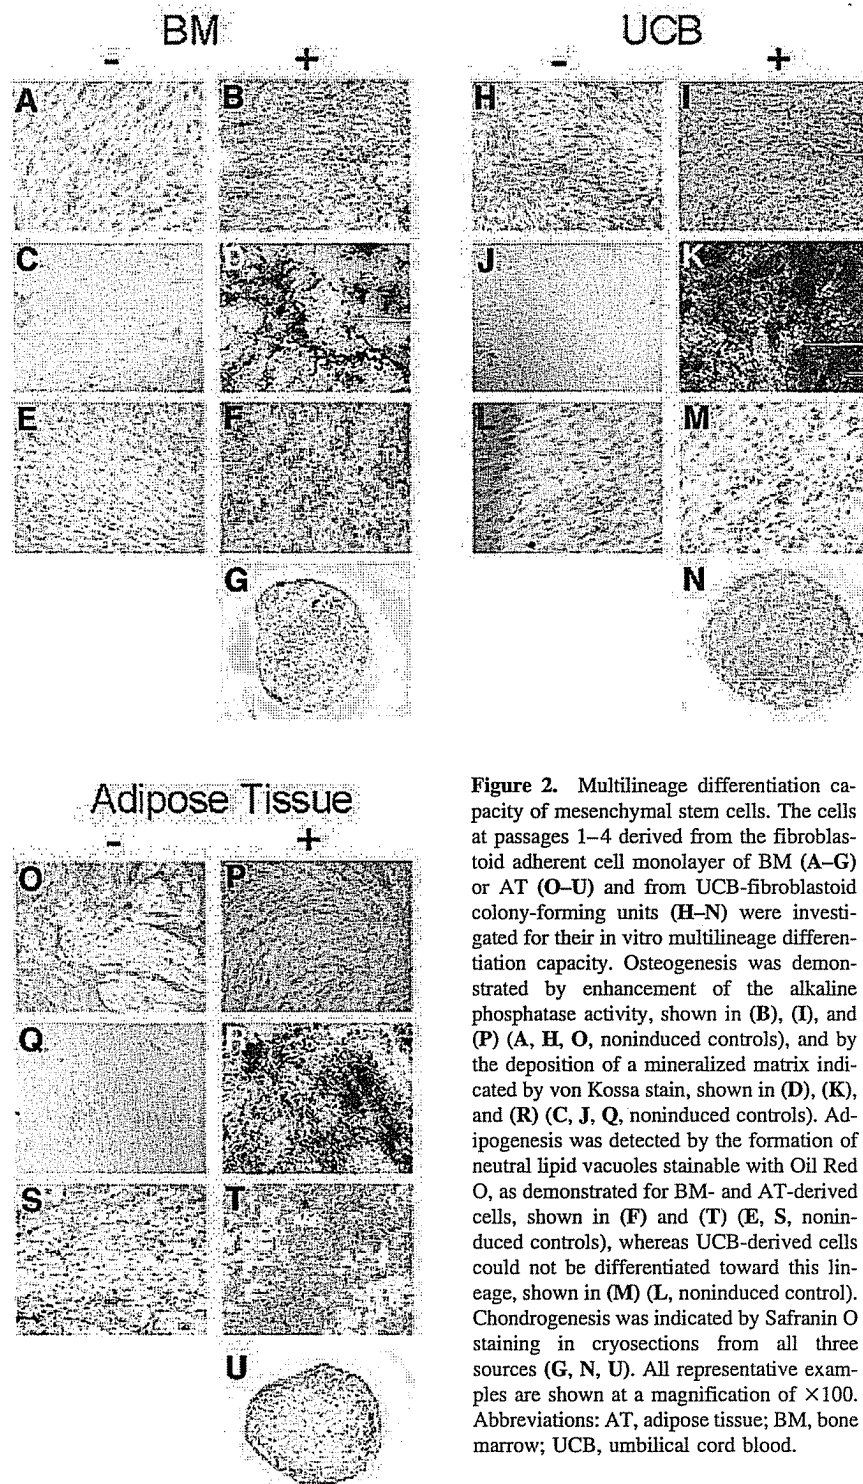 BM
- +
A B
C D
E F
G
UCB
- +
H I
J K
L M
N
Adipose Tissue
- +
O P
Q R
S T
U
Figure 2. Multilineage differentiation ca-
pacity of mesenchymal stem cells. The cells
at passages 1–4 derived from the fibroblas-
toid adherent cell monolayer of BM (A–G)
or AT (O–U) and from UCB-fibroblastoid
colony-forming units (H–N) were investi-
gated for their in vitro multilineage differen-
tiation capacity. Osteogenesis was demon-
strated by enhancement of the alkaline
phosphatase activity, shown in (B), (I), and
(P) (A, H, O, noninduced controls), and by
the deposition of a mineralized matrix indi-
cated by von Kossa stain, shown in (D), (K),
and (R) (C, J, Q, noninduced controls). Ad-
ipogenesis was detected by the formation of
neutral lipid vacuoles stainable with Oil Red
O, as demonstrated for BM- and AT-derived
cells, shown in (F) and (T) (E, S, nonin-
duced controls), whereas UCB-derived cells
could not be differentiated toward this lin-
eage, shown in (M) (L, noninduced control).
Chondrogenesis was indicated by Safranin O
staining in cryosections from all three
sources (G, N, U). All representative exam-
ples are shown at a magnification of ×100.
Abbreviations: AT, adipose tissue; BM, bone
marrow; UCB, umbilical cord blood.